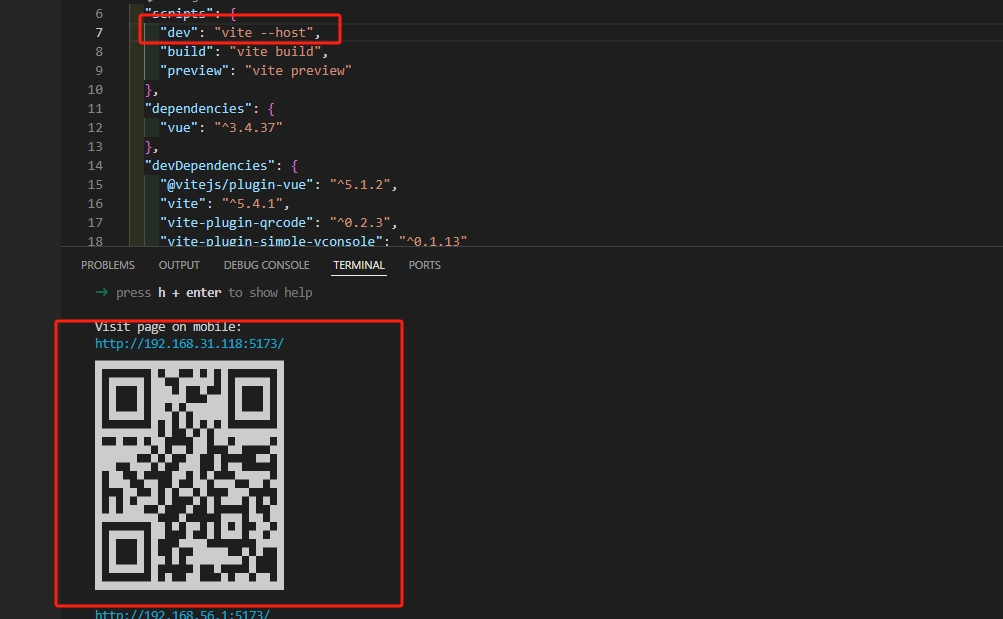 6 "scripts": {
7 "dev": "vite --host",
8 "build": "vite build",
9 "preview": "vite preview"
10 },
11 "dependencies": {
12 "vue": "^3.4.37"
13 },
14 "devDependencies": {
15 "@vitejs/plugin-vue": "^5.1.2",
16 "vite": "^5.4.1",
17 "vite-plugin-qrcode": "^0.2.3",
18 "vite-plugin-simple-vconsole": "^0.1.13"
PROBLEMS OUTPUT DEBUG CONSOLE TERMINAL PORTS
➜ press h + enter to show help
Visit page on mobile:
http://192.168.31.118:5173/
http://192.168.56.1:5173/